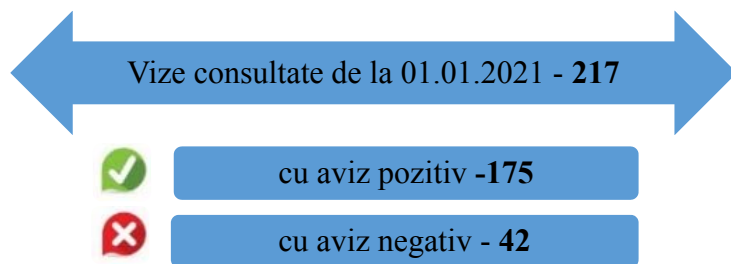 Vize consultate de la 01.01.2021 - 217
cu aviz pozitiv -175
cu aviz negativ - 42